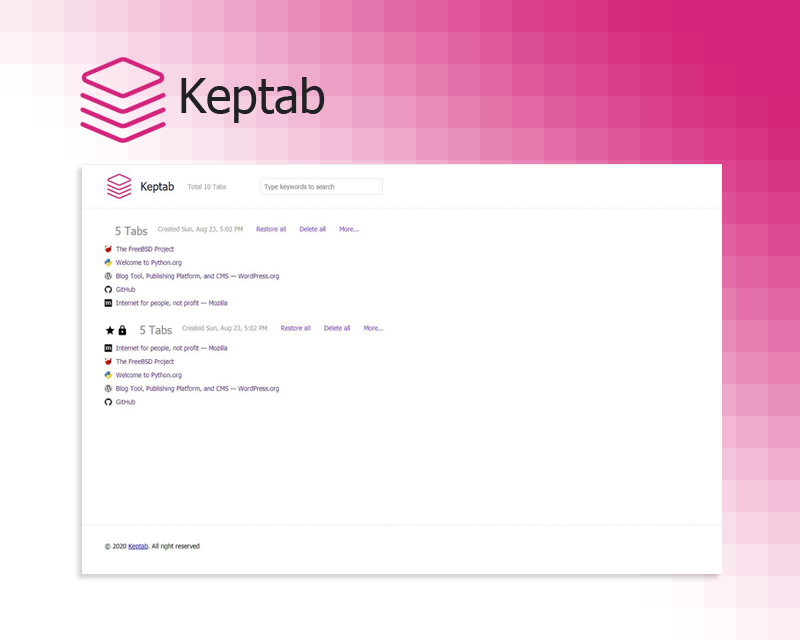 Keptab
Keptab Total 10 Tabs Type keywords to search
5 Tabs Created Sun, Aug 23, 5:02 PM Restore all Delete all More...
The FreeBSD Project
Welcome to Python.org
Blog Tool, Publishing Platform, and CMS — WordPress.org
GitHub
m Internet for people, not profit — Mozilla
5 Tabs Created Sun, Aug 23, 5:02 PM Restore all Delete all More...
m Internet for people, not profit — Mozilla
The FreeBSD Project
Welcome to Python.org
Blog Tool, Publishing Platform, and CMS — WordPress.org
GitHub
© 2020 Keptab. All right reserved